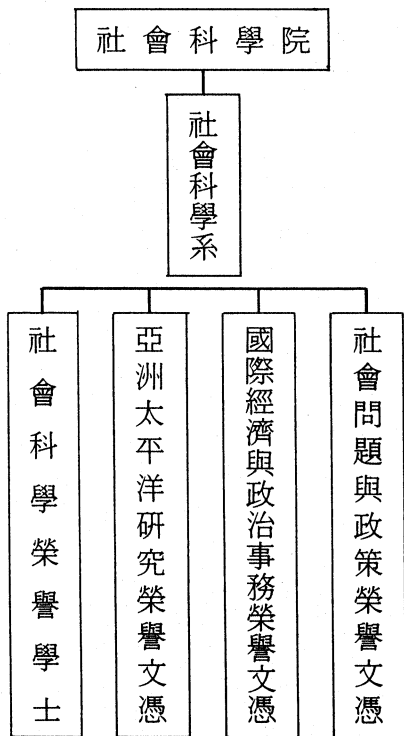 社會科學院
社會科學系
社會科學榮譽學士
亞洲太平洋研究榮譽文憑
國際經濟與政治事務榮譽文憑
社會問題與政策榮譽文憑